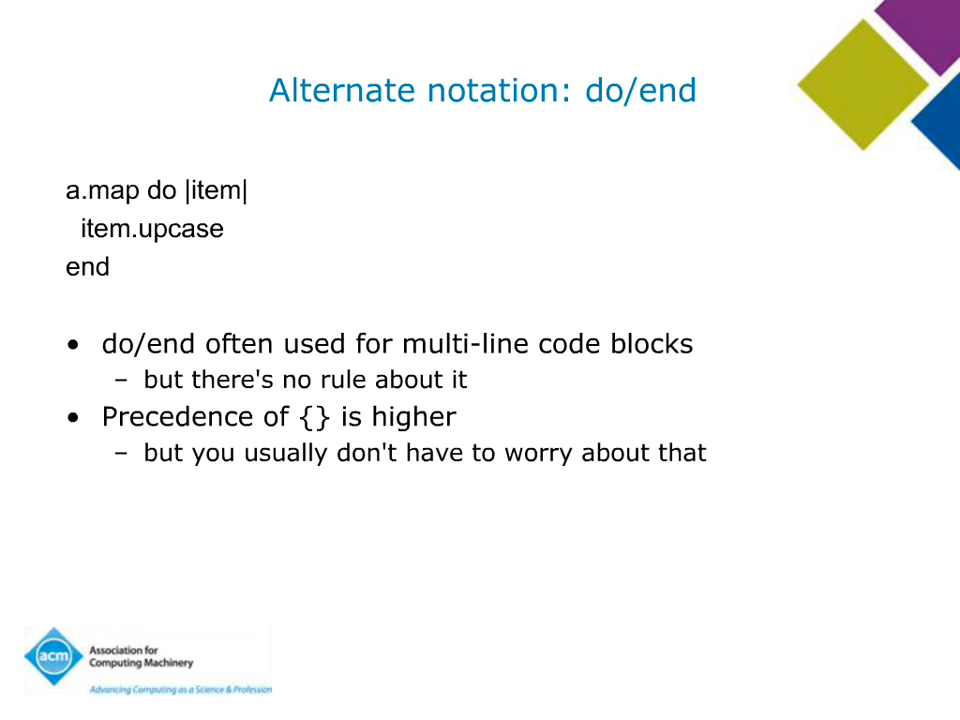 Alternate notation: do/end
a.map do |item|
item.upcase
end
• do/end often used for multi-line code blocks
– but there's no rule about it
• Precedence of {} is higher
– but you usually don't have to worry about that
acm
Association for
Computing Machinery
Advancing Computing as a Science & Profession